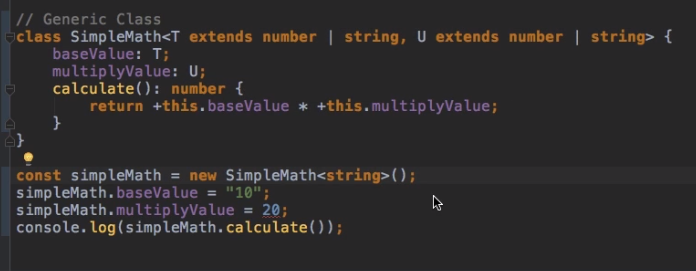 // Generic Class
class SimpleMath<T extends number | string, U extends number | string> {
baseValue: T;
multiplyValue: U;
calculate(): number {
return +this.baseValue * +this.multiplyValue;
}
}
const simpleMath = new SimpleMath<string>();
simpleMath.baseValue = "10";
simpleMath.multiplyValue = 20;
console.log(simpleMath.calculate());